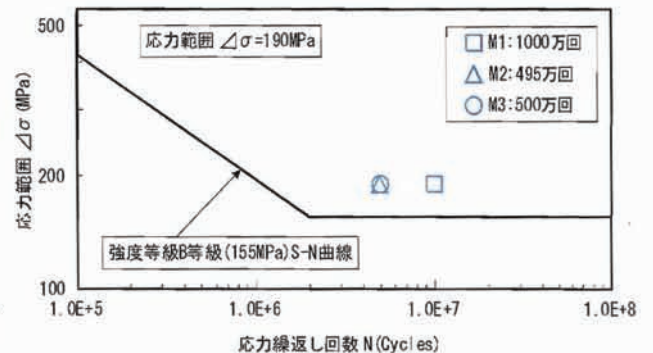 500
200
100
応力範囲 ⊿σ(MPa)
応力範囲 ⊿σ=190MPa
M1:1000万回
M2:495万回
M3:500万回
強度等級B等級(155MPa)S-N曲線
1.0E+5
1.0E+6
1.0E+7
1.0E+8
応力繰返し回数 N(Cycles)